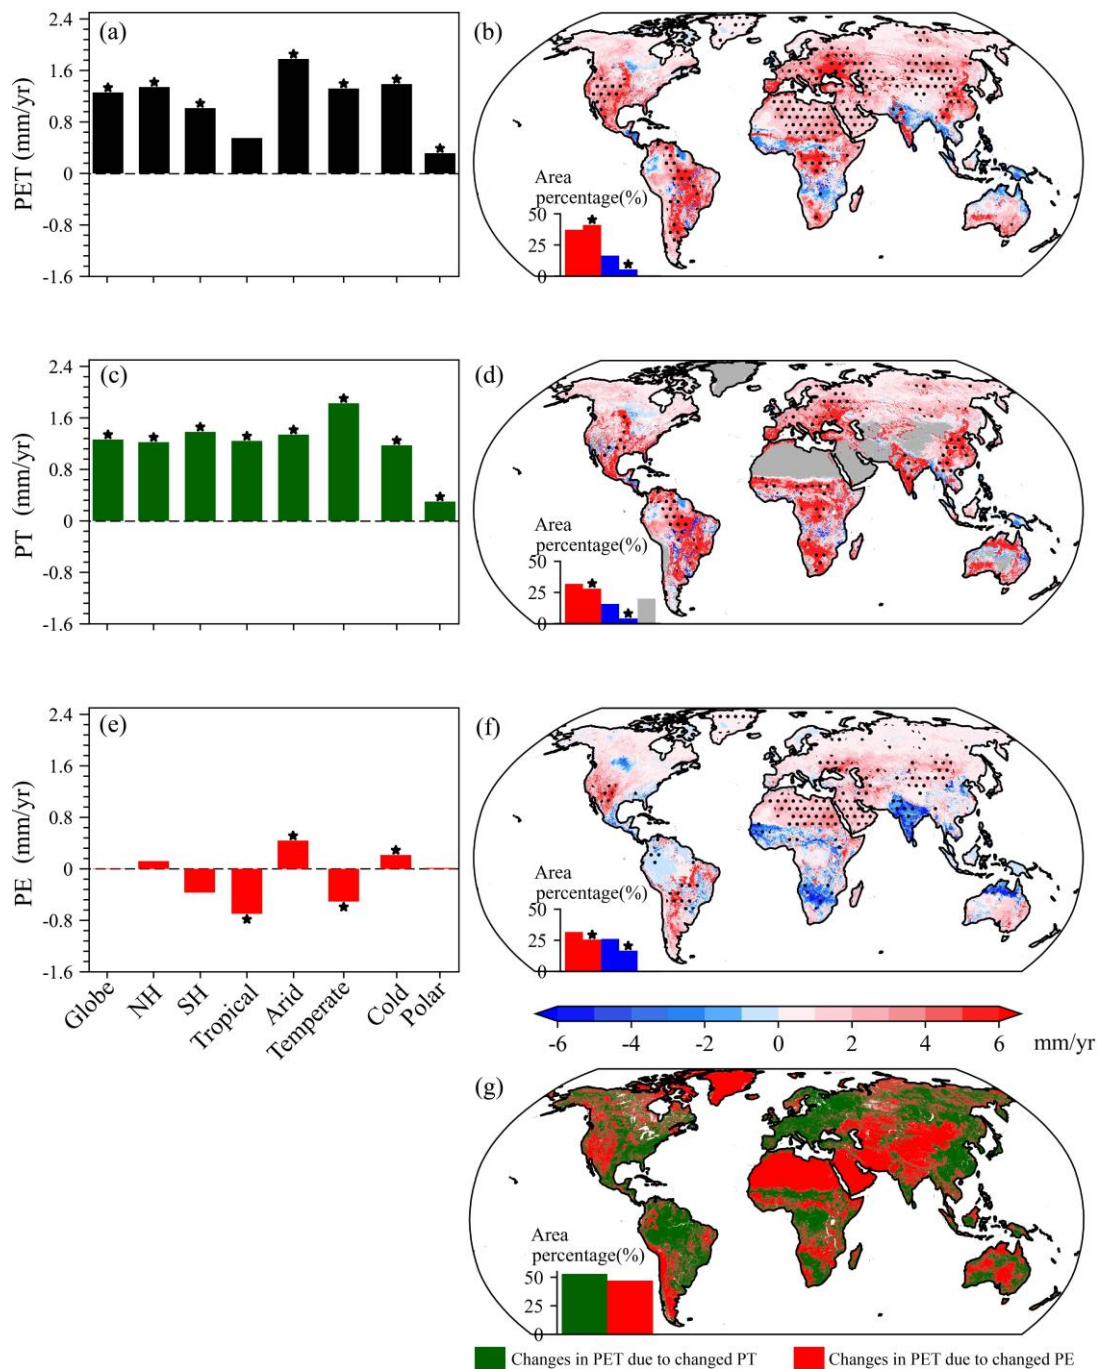 (a)
2.4
1.6
0.8
0
-0.8
-1.6
PET (mm/yr)
(b)
Area
percentage(%)
50
25
0
(c)
2.4
1.6
0.8
0
-0.8
-1.6
PT (mm/yr)
(d)
Area
percentage(%)
50
25
0
(e)
2.4
1.6
0.8
0
-0.8
-1.6
PE (mm/yr)
Globe
NH
SH
Tropical
Arid
Temperate
Cold
Polar
(f)
Area
percentage(%)
50
25
0
-6
-4
-2
0
2
4
6
mm/yr
(g)
Area
percentage(%)
50
25
0
Changes in PET due to changed PT
Changes in PET due to changed PE